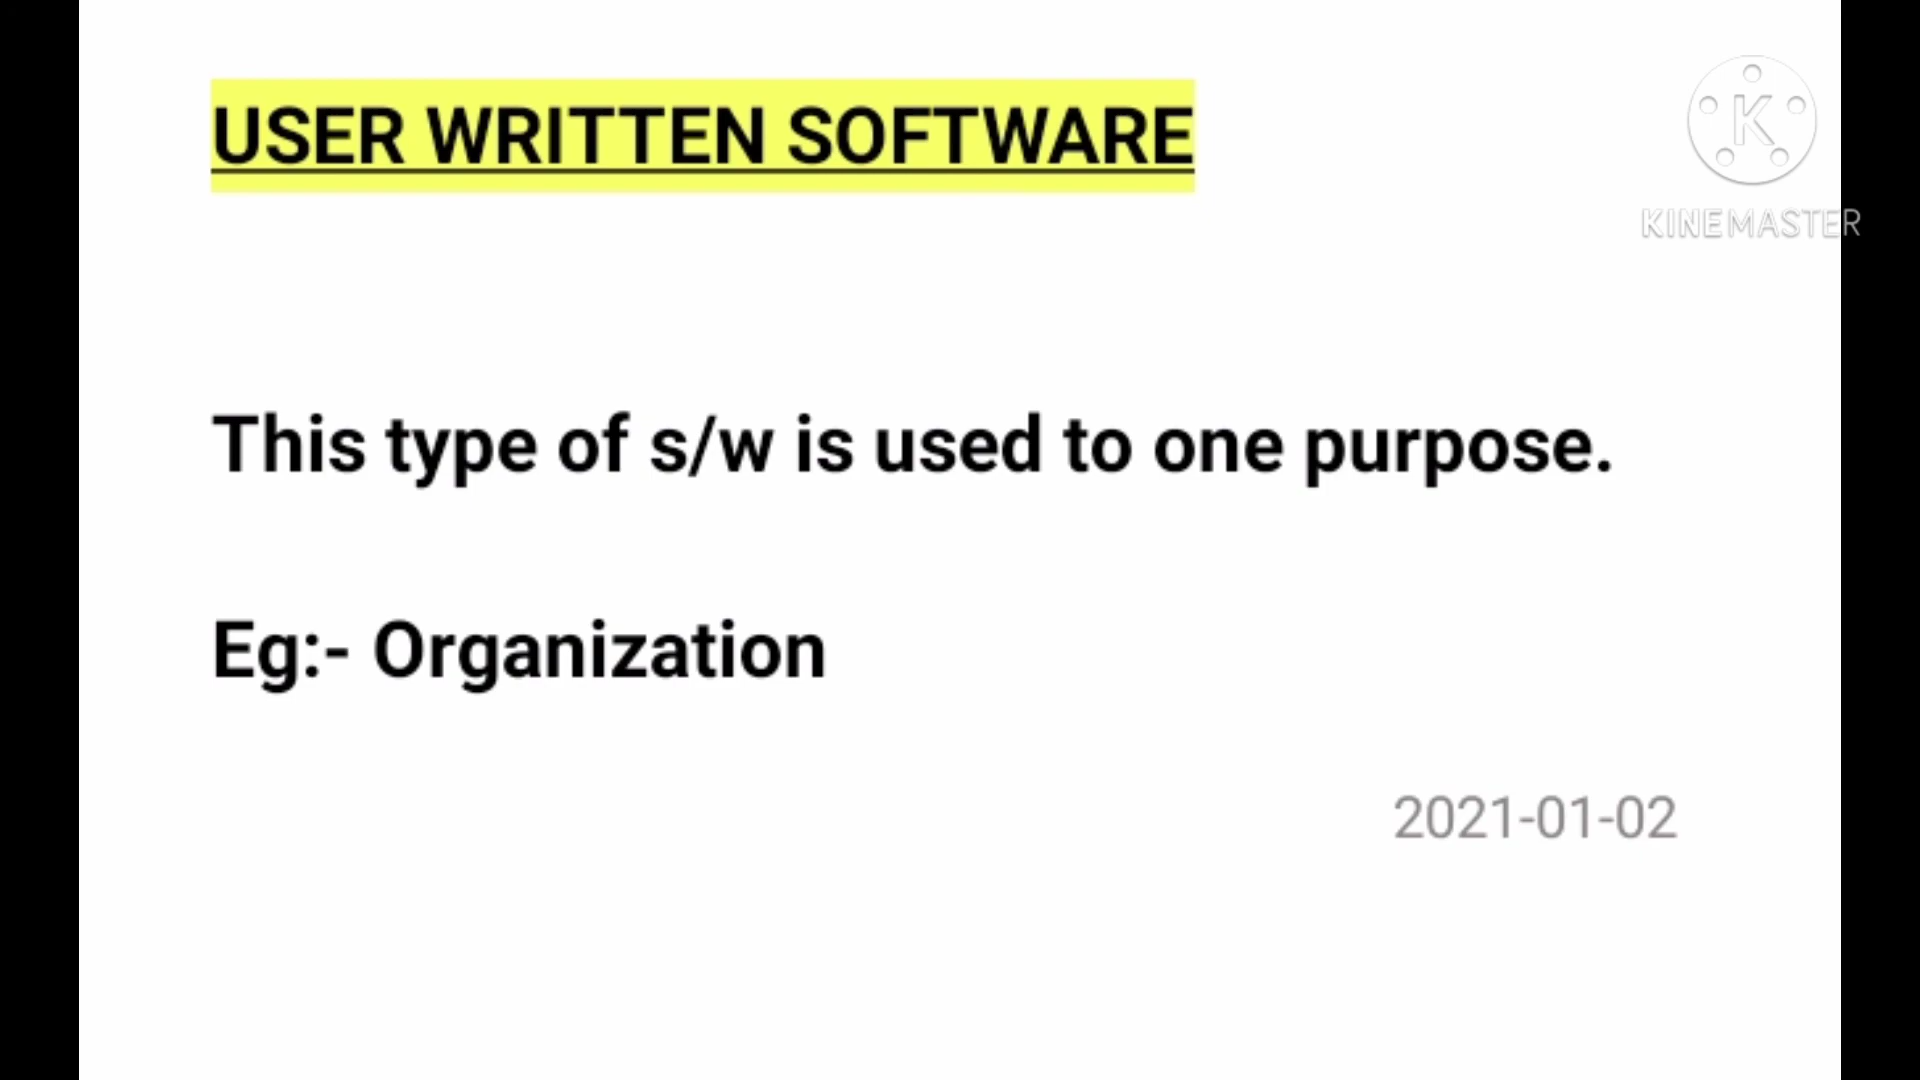 USER WRITTEN SOFTWARE
K
KINEMASTER
This type of s/w is used to one purpose.
Eg:- Organization
2021-01-02